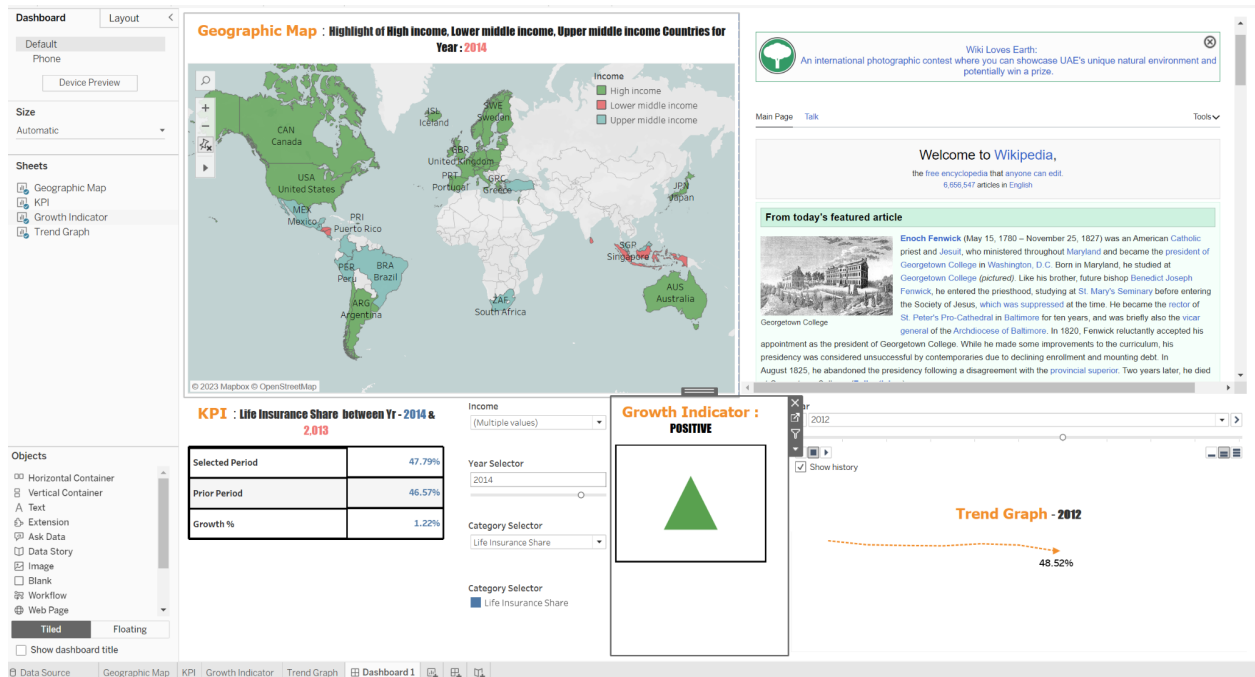 Dashboard
Layout
Default
Phone
Device Preview
Size
Automatic
Sheets
Geographic Map
KPI
Growth Indicator
Trend Graph
Objects
Horizontal Container
Vertical Container
Text
Extension
Ask Data
Data Story
Image
Blank
Workflow
Web Page
Tiled
Floating
Show dashboard title
Geographic Map : Highlight of High income, Lower middle income, Upper middle income Countries for
Year : 2014
Income
High income
Lower middle income
Upper middle income
ISL
Iceland
SWE
Sweden
CAN
Canada
GBR
United Kingdom
USA
United States
PRT
Portugal
GRC
Greece
JPN
Japan
MEX
Mexico
PRI
Puerto Rico
SGP
Singapore
PER
Peru
BRA
Brazil
AUS
Australia
ARG
Argentina
ZAF
South Africa
© 2023 Mapbox © OpenStreetMap
Wiki Loves Earth:
An international photographic contest where you can showcase UAE's unique natural environment and
potentially win a prize.
Main Page
Talk
Tools
Welcome to Wikipedia,
the free encyclopedia that anyone can edit.
6,656,547 articles in English
From today's featured article
Enoch Fenwick (May 15, 1780 – November 25, 1827) was an American Catholic
priest and Jesuit, who ministered throughout Maryland and became the president of
Georgetown College in Washington, D.C. Born in Maryland, he studied at
Georgetown College (pictured). Like his brother, future bishop Benedict Joseph
Fenwick, he entered the priesthood, studying at St. Mary's Seminary before entering
the Society of Jesus, which was suppressed at the time. He became the rector of
St. Peter's Pro-Cathedral in Baltimore for ten years, and was briefly also the vicar
general of the Archdiocese of Baltimore. In 1820, Fenwick reluctantly accepted his
Georgetown College
appointment as the president of Georgetown College. While he made some improvements to the curriculum, his
presidency was considered unsuccessful by contemporaries due to declining enrollment and mounting debt. In
August 1825, he abandoned the presidency following a disagreement with the provincial superior. Two years later, he died
KPI : Life Insurance Share between Yr - 2014 &
2,013
Selected Period 47.79%
Prior Period 46.57%
Growth % 1.22%
Income
(Multiple values)
Year Selector
2014
Category Selector
Life Insurance Share
Category Selector
Life Insurance Share
Growth Indicator :
POSITIVE
2012
Show history
Trend Graph - 2012
48.52%
Data Source
Geographic Map
KPI
Growth Indicator
Trend Graph
Dashboard 1